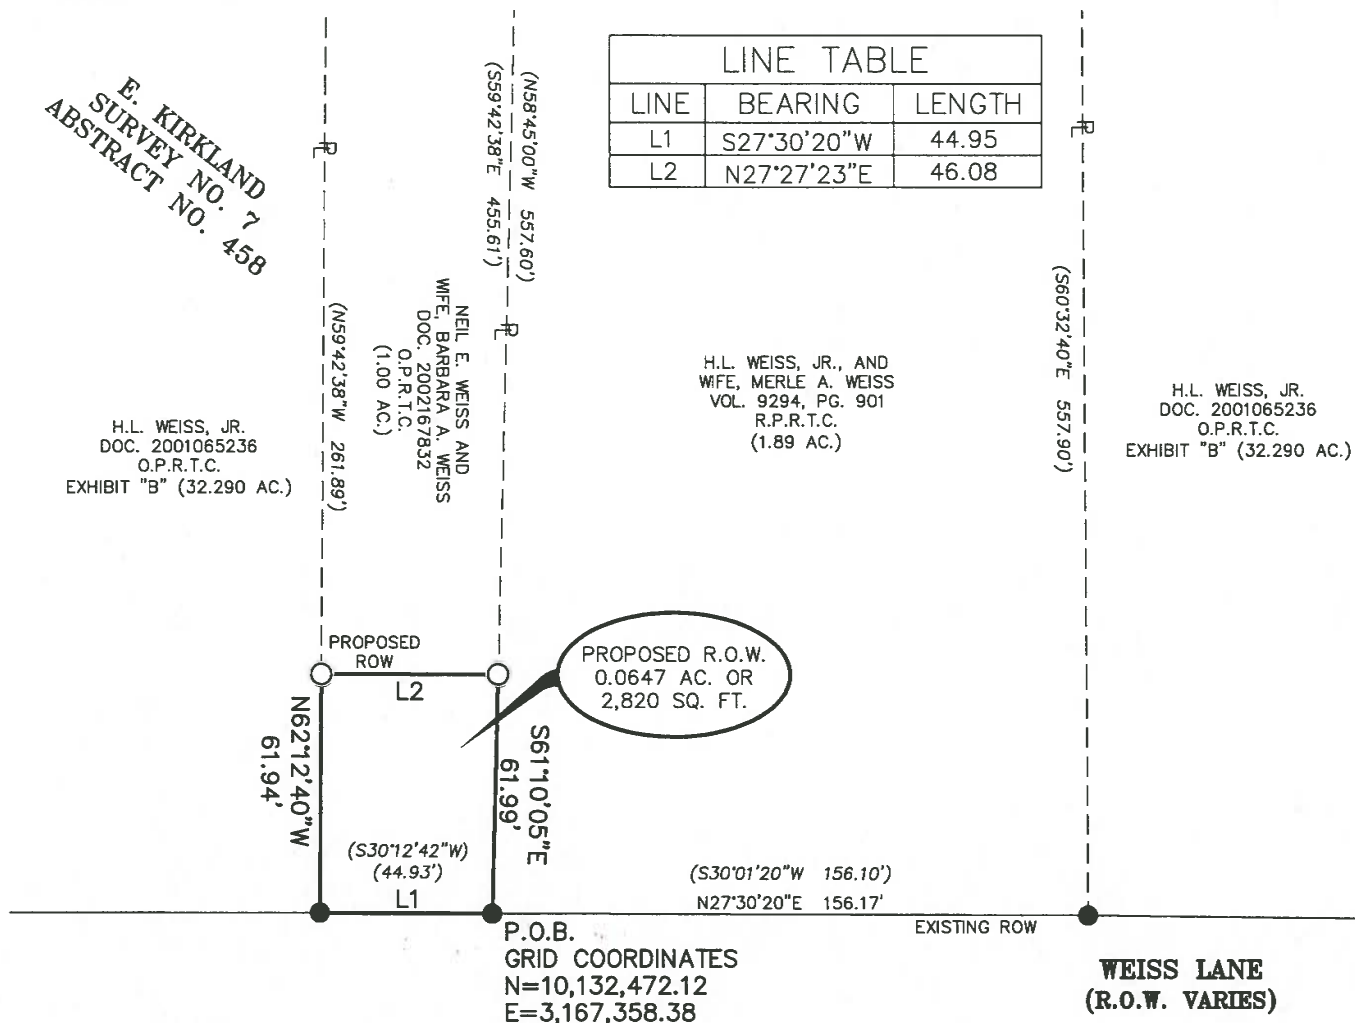 E. KIRKLAND
SURVEY NO. 7
ABSTRACT NO. 458
LINE TABLE
LINE BEARING LENGTH
L1 S27°30'20"W 44.95
L2 N27°27'23"E 46.08
(N58°45'00"W 557.60')
(S59°42'38"E 455.61')
(N59°42'38"W 261.89')
NEIL E. WEISS AND
WIFE, BARBARA A. WEISS
DOC. 2002167832
O.P.R.T.C.
(1.00 AC.)
H.L. WEISS, JR.
DOC. 2001065236
O.P.R.T.C.
EXHIBIT "B" (32.290 AC.)
H.L. WEISS, JR., AND
WIFE, MERLE A. WEISS
VOL. 9294, PG. 901
R.P.R.T.C.
(1.89 AC.)
(S60°32'40"E 557.90')
H.L. WEISS, JR.
DOC. 2001065236
O.P.R.T.C.
EXHIBIT "B" (32.290 AC.)
PROPOSED
ROW
L2
PROPOSED R.O.W.
0.0647 AC. OR
2,820 SQ. FT.
N62°12'40"W
61.94'
S61°10'05"E
61.99'
(S30°12'42"W)
(44.93')
L1
(S30°01'20"W 156.10')
N27°30'20"E 156.17'
EXISTING ROW
P.O.B.
GRID COORDINATES
N=10,132,472.12
E=3,167,358.38
WEISS LANE
(R.O.W. VARIES)